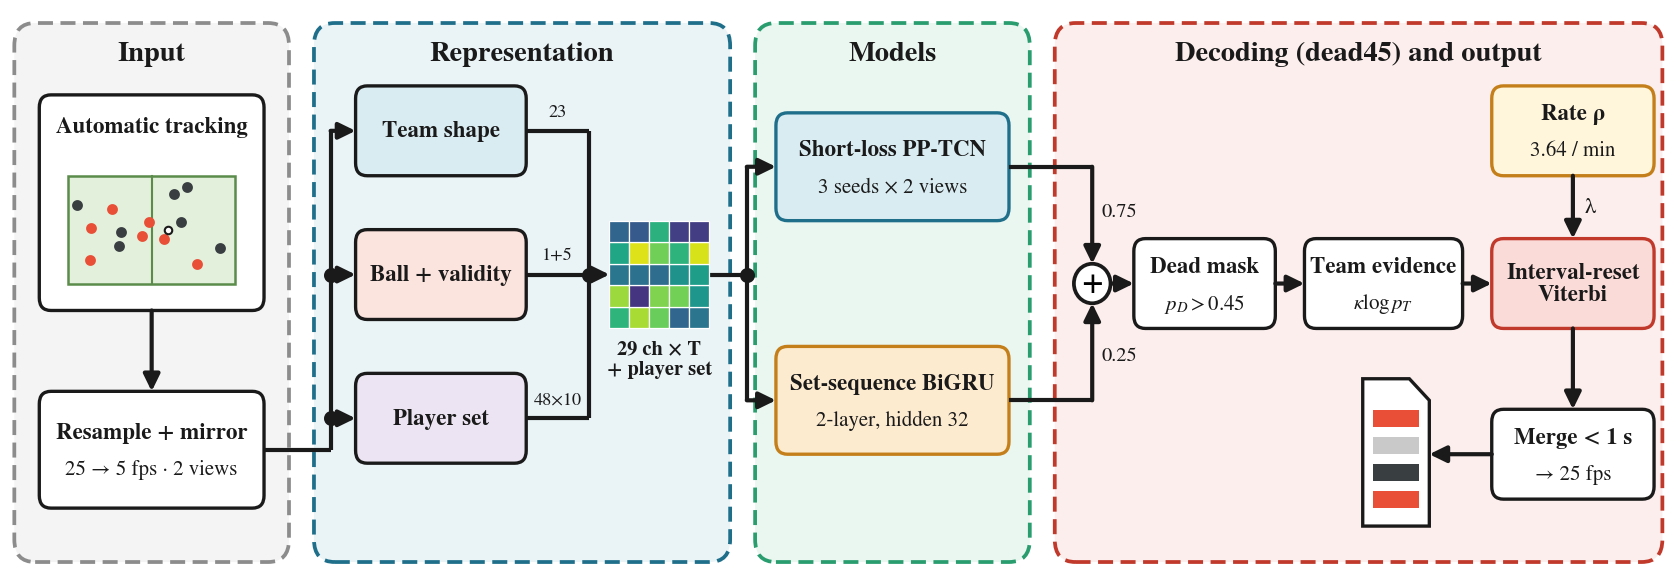 Input
Automatic tracking
Resample + mirror
25 → 5 fps · 2 views
Representation
Team shape
23
Ball + validity
1+5
Player set
48×10
29 ch × T
+ player set
Models
Short-loss PP-TCN
3 seeds × 2 views
Set-sequence BiGRU
2-layer, hidden 32
Decoding (dead45) and output
0.75
+
0.25
Dead mask
p_D > 0.45
Team evidence
κ log p_T
Rate ρ
3.64 / min
λ
Interval-reset
Viterbi
Merge < 1 s
→ 25 fps